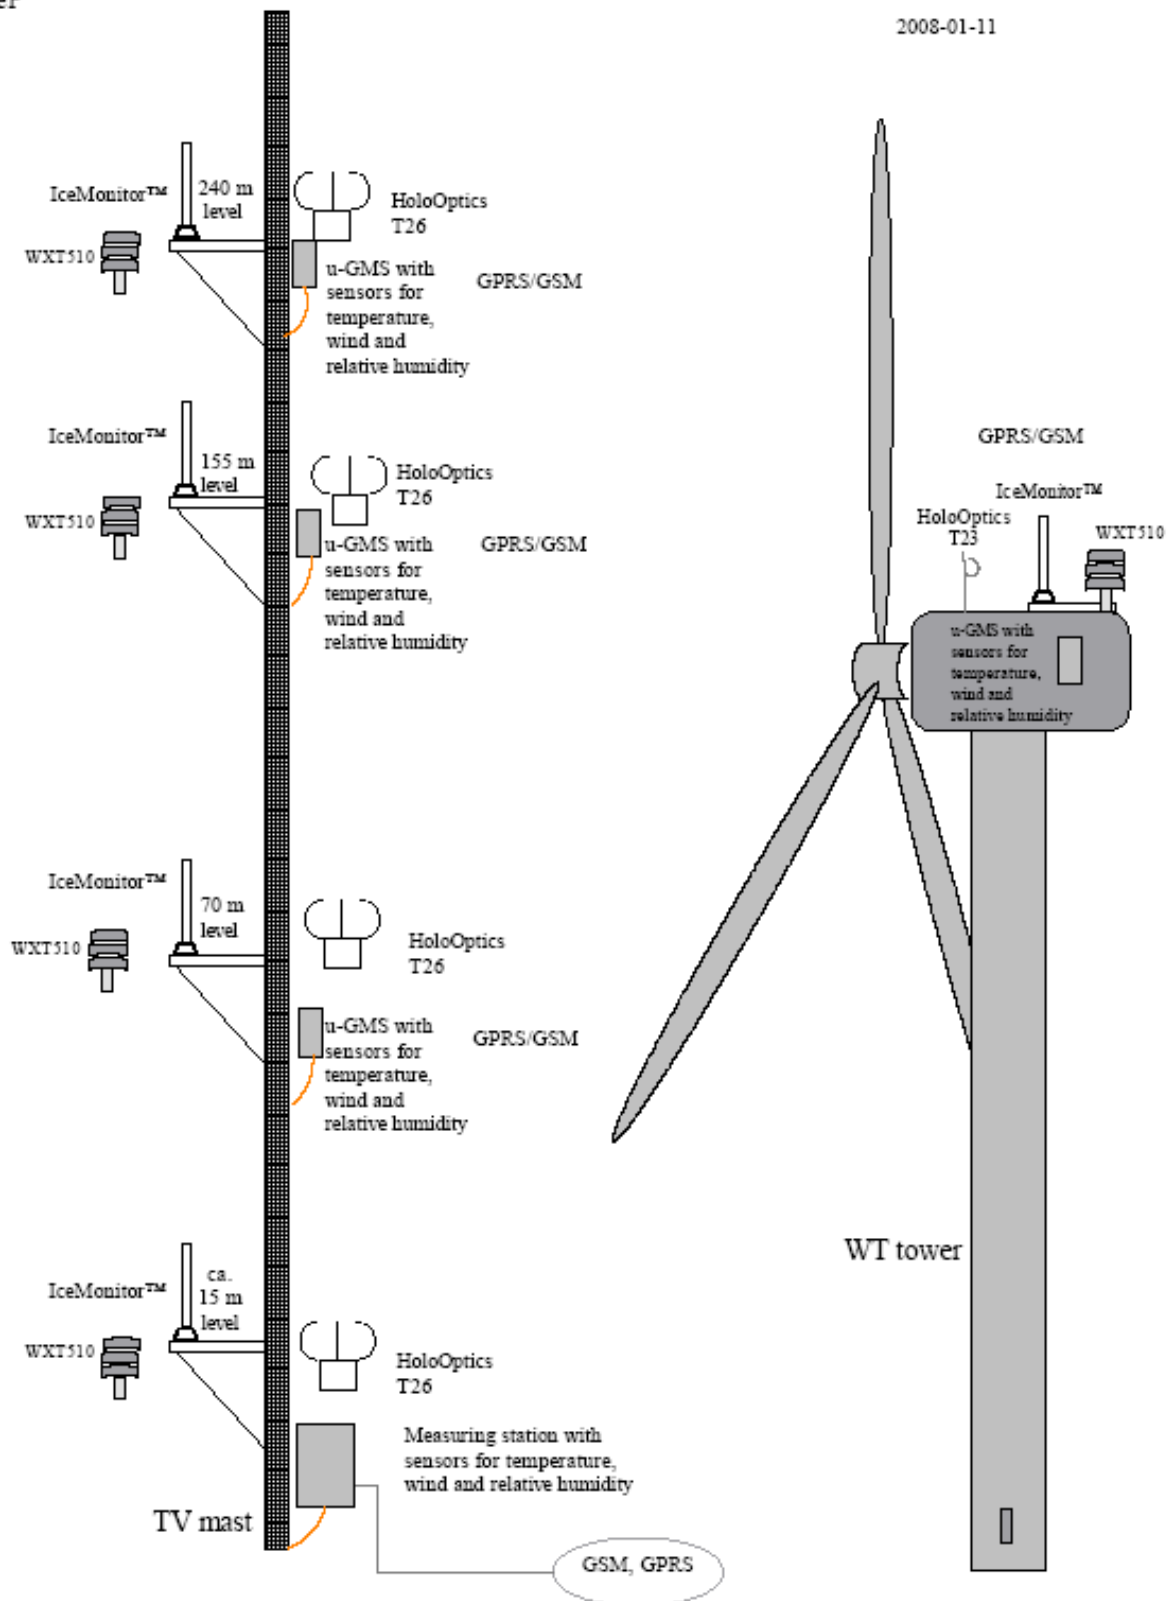 2008-01-11
IceMonitor™
240 m
level
HoloOptics
T26
WXT510
u-GMS with
sensors for
temperature,
wind and
relative humidity
GPRS/GSM
IceMonitor™
155 m
level
HoloOptics
T26
WXT510
u-GMS with
sensors for
temperature,
wind and
relative humidity
GPRS/GSM
GPRS/GSM
IceMonitor™
HoloOptics
T23
WXT510
u-GMS with
sensors for
temperature,
wind and
relative humidity
IceMonitor™
70 m
level
WXT510
HoloOptics
T26
u-GMS with
sensors for
temperature,
wind and
relative humidity
GPRS/GSM
WT tower
IceMonitor™
ca.
15 m
level
WXT510
HoloOptics
T26
Measuring station with
sensors for temperature,
wind and relative humidity
TV mast
GSM, GPRS